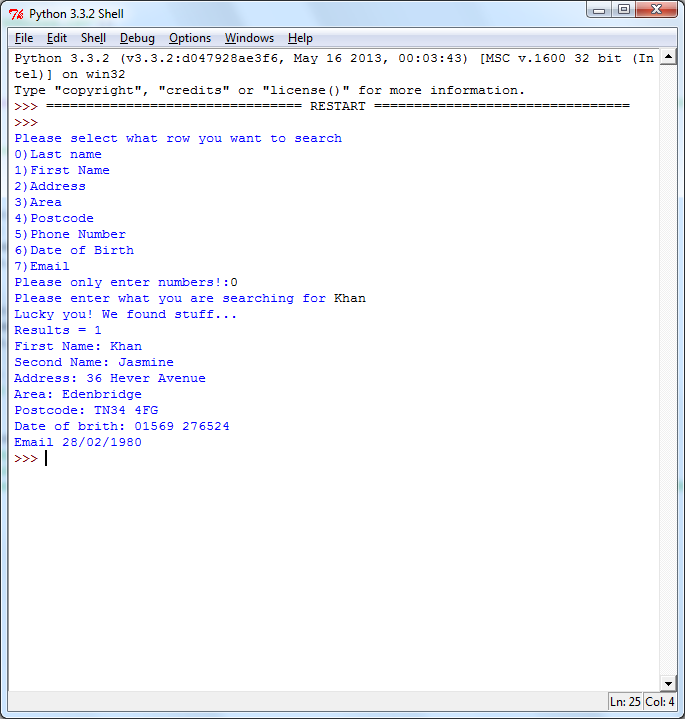 Python 3.3.2 Shell
File Edit Shell Debug Options Windows Help
Python 3.3.2 (v3.3.2:d047928ae3f6, May 16 2013, 00:03:43) [MSC v.1600 32 bit (In
tel)] on win32
Type "copyright", "credits" or "license()" for more information.
>>> ================================ RESTART ================================
>>>
Please select what row you want to search
0)Last name
1)First Name
2)Address
3)Area
4)Postcode
5)Phone Number
6)Date of Birth
7)Email
Please only enter numbers!:0
Please enter what you are searching for Khan
Lucky you! We found stuff...
Results = 1
First Name: Khan
Second Name: Jasmine
Address: 36 Hever Avenue
Area: Edenbridge
Postcode: TN34 4FG
Date of brith: 01569 276524
Email 28/02/1980
>>>
Ln: 25 Col: 4